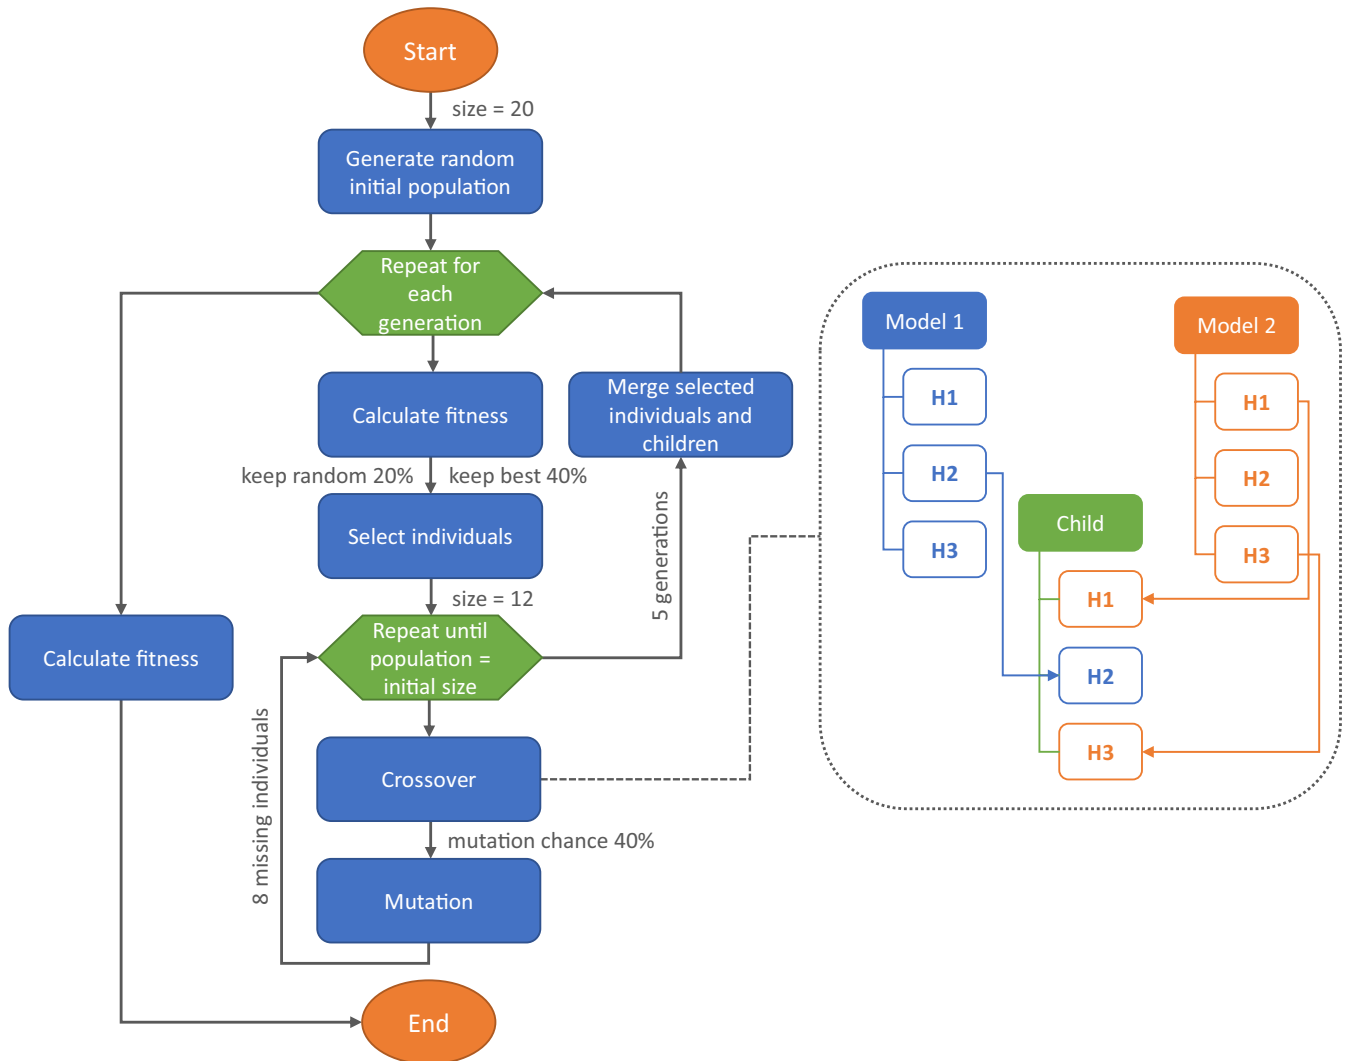 Start
size = 20
Generate random
initial population
Repeat for
each
generation
Calculate fitness
keep random 20%
keep best 40%
Select individuals
size = 12
Repeat until
population =
initial size
Crossover
mutation chance 40%
Mutation
8 missing individuals
5 generations
Merge selected
individuals and
children
Calculate fitness
End
Model 1
H1
H2
H3
Model 2
H1
H2
H3
Child
H1
H2
H3